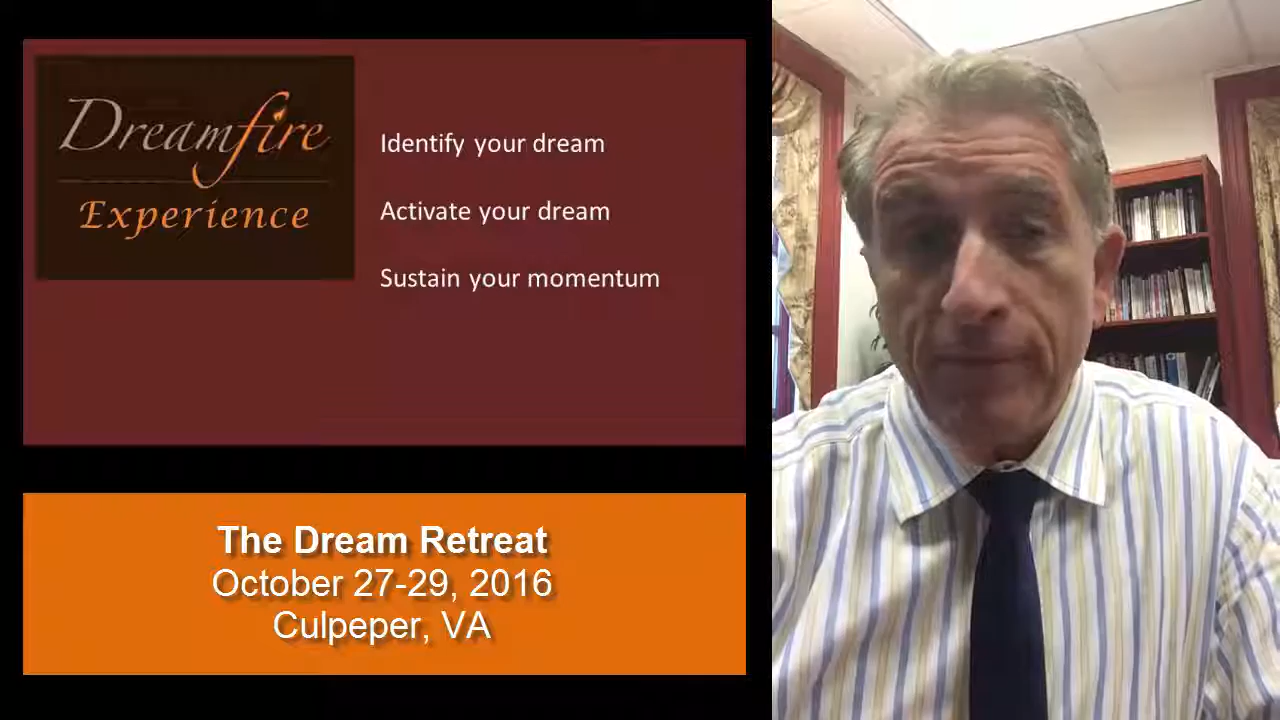 Dreamfire
Experience
Identify your dream
Activate your dream
Sustain your momentum
The Dream Retreat
October 27-29, 2016
Culpeper, VA